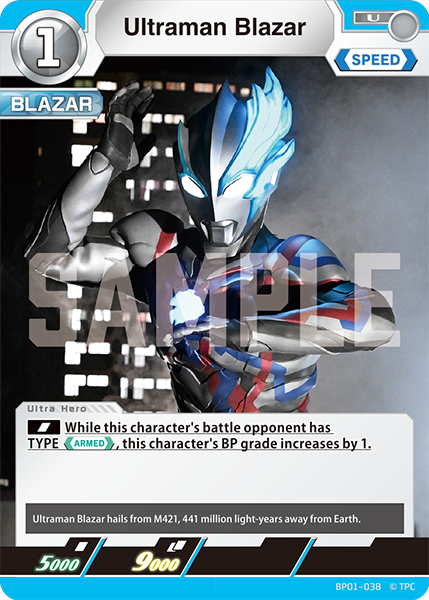 1
Ultraman Blazar
U
SPEED
BLAZAR
SAMPLE
Ultra Hero
While this character's battle opponent has
TYPE ARMED, this character's BP grade increases by 1.
Ultraman Blazar hails from M421, 441 million light-years away from Earth.
5000
9000
BP01-038 © TPC